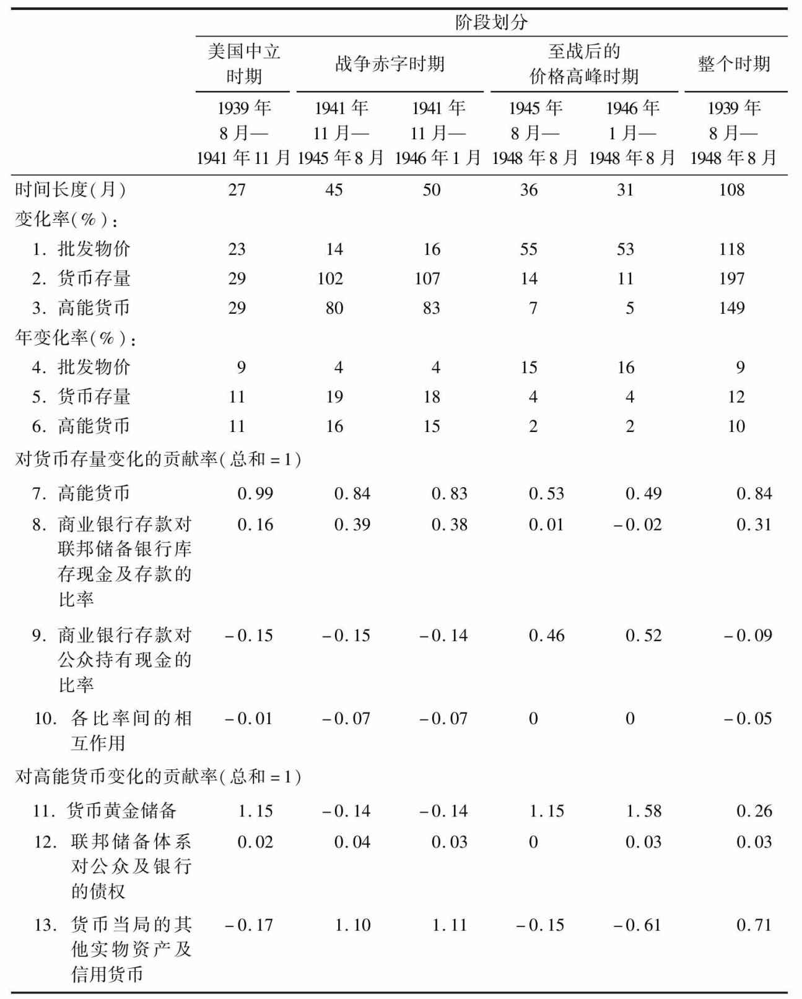 阶段划分
美国中立 至战后的
时期 战争赤字时期 价格高峰时期 整个时期
1939 年 1941 年 1941 年 1945 年 1946 年 1939 年
8 月— 11 月— 11 月— 8 月— 1 月— 8 月—
1941 年 11 月 1945 年 8 月 1946 年 1 月 1948 年 8 月 1948 年 8 月 1948 年 8 月
时间长度(月) 27 45 50 36 31 108
变化率(%):
1. 批发物价 23 14 16 55 53 118
2. 货币存量 29 102 107 14 11 197
3. 高能货币 29 80 83 7 5 149
年变化率(%):
4. 批发物价 9 4 4 15 16 9
5. 货币存量 11 19 18 4 4 12
6. 高能货币 11 16 15 2 2 10
对货币存量变化的贡献率(总和=1)
7. 高能货币 0.99 0.84 0.83 0.53 0.49 0.84
8. 商业银行存款对 0.16 0.39 0.38 0.01 -0.02 0.31
联邦储备银行库
存现金及存款的
比率
9. 商业银行存款对 -0.15 -0.15 -0.14 0.46 0.52 -0.09
公众持有现金的
比率
10. 各比率间的相 -0.01 -0.07 -0.07 0 0 -0.05
互作用
对高能货币变化的贡献率(总和=1)
11. 货币黄金储备 1.15 -0.14 -0.14 1.15 1.58 0.26
12. 联邦储备体系 0.02 0.04 0.03 0 0.03 0.03
对公众及银行
的债权
13. 货币当局的其 -0.17 1.10 1.11 -0.15 -0.61 0.71
他实物资产及
信用货币